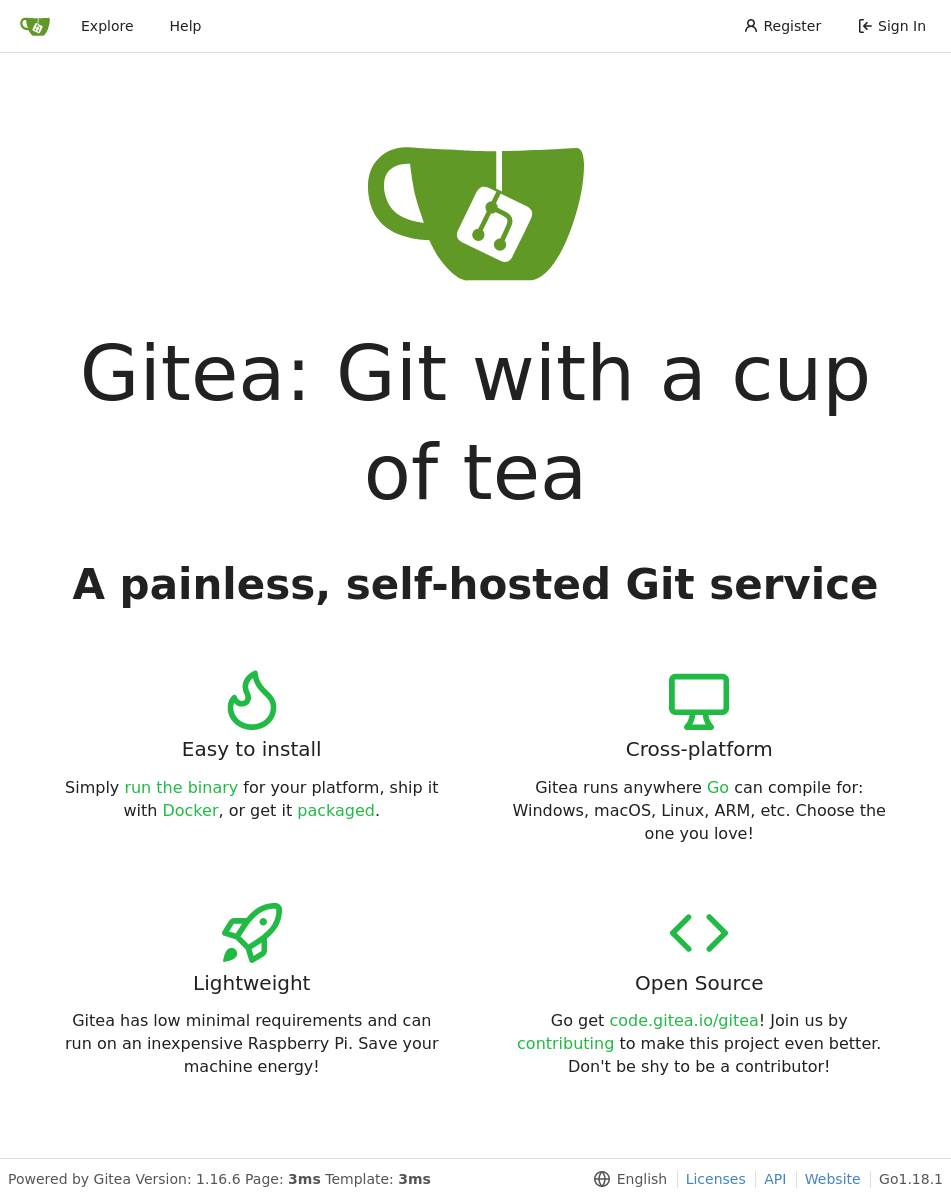 Explore Help Register Sign In
Gitea: Git with a cup
of tea
A painless, self-hosted Git service
Easy to install
Simply run the binary for your platform, ship it
with Docker, or get it packaged.
Cross-platform
Gitea runs anywhere Go can compile for:
Windows, macOS, Linux, ARM, etc. Choose the
one you love!
Lightweight
Gitea has low minimal requirements and can
run on an inexpensive Raspberry Pi. Save your
machine energy!
Open Source
Go get code.gitea.io/gitea! Join us by
contributing to make this project even better.
Don't be shy to be a contributor!
Powered by Gitea Version: 1.16.6 Page: 3ms Template: 3ms English Licenses API Website Go1.18.1